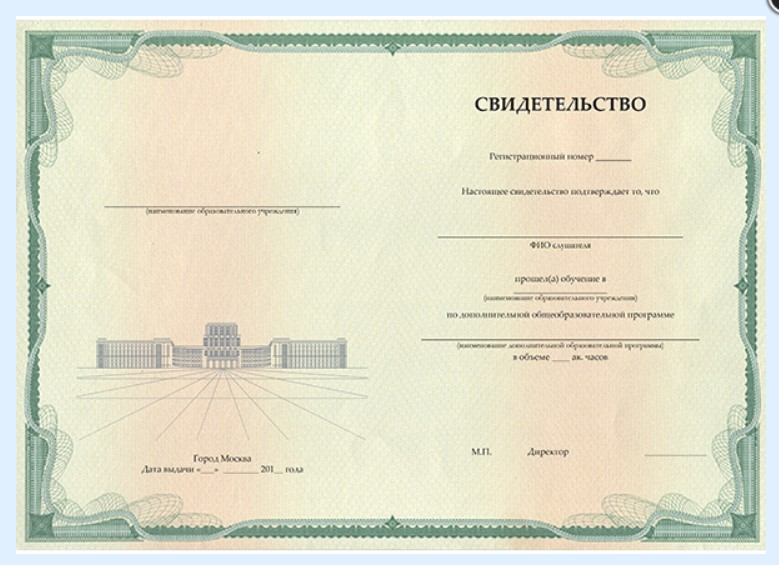 (наименование образовательного учреждения)
Город Москва
Дата выдачи «___» ________ 201__ года
СВИДЕТЕЛЬСТВО
Регистрационный номер _______
Настоящее свидетельство подтверждает то, что
ФИО слушателя
прошел(а) обучение в
(наименование образовательного учреждения)
по дополнительной общеобразовательной программе
(наименование дополнительной образовательной программы)
в объеме ____ ак. часов
М.П. Директор